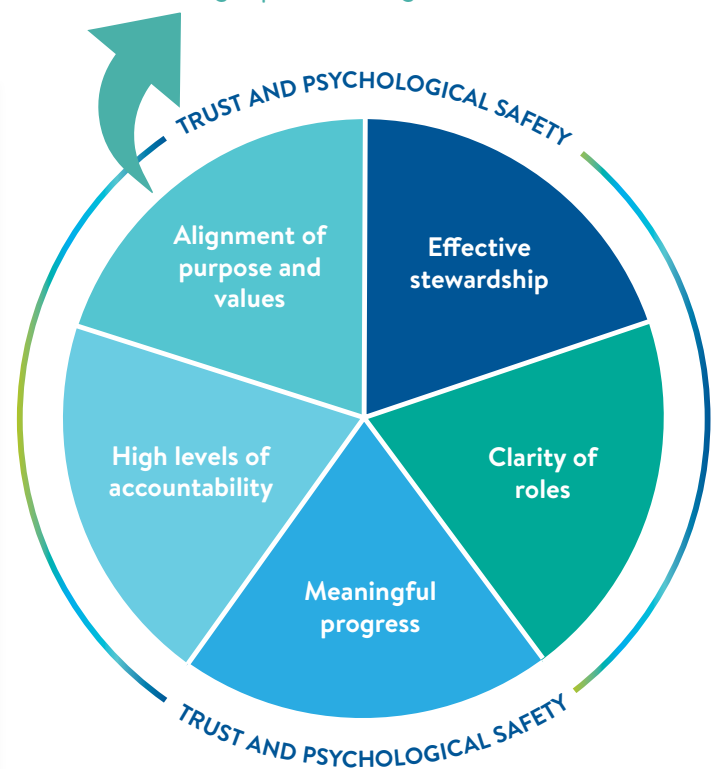 TRUST AND PSYCHOLOGICAL SAFETY
Alignment of
purpose and
values
Effective
stewardship
High levels of
accountability
Clarity of
roles
Meaningful
progress
TRUST AND PSYCHOLOGICAL SAFETY